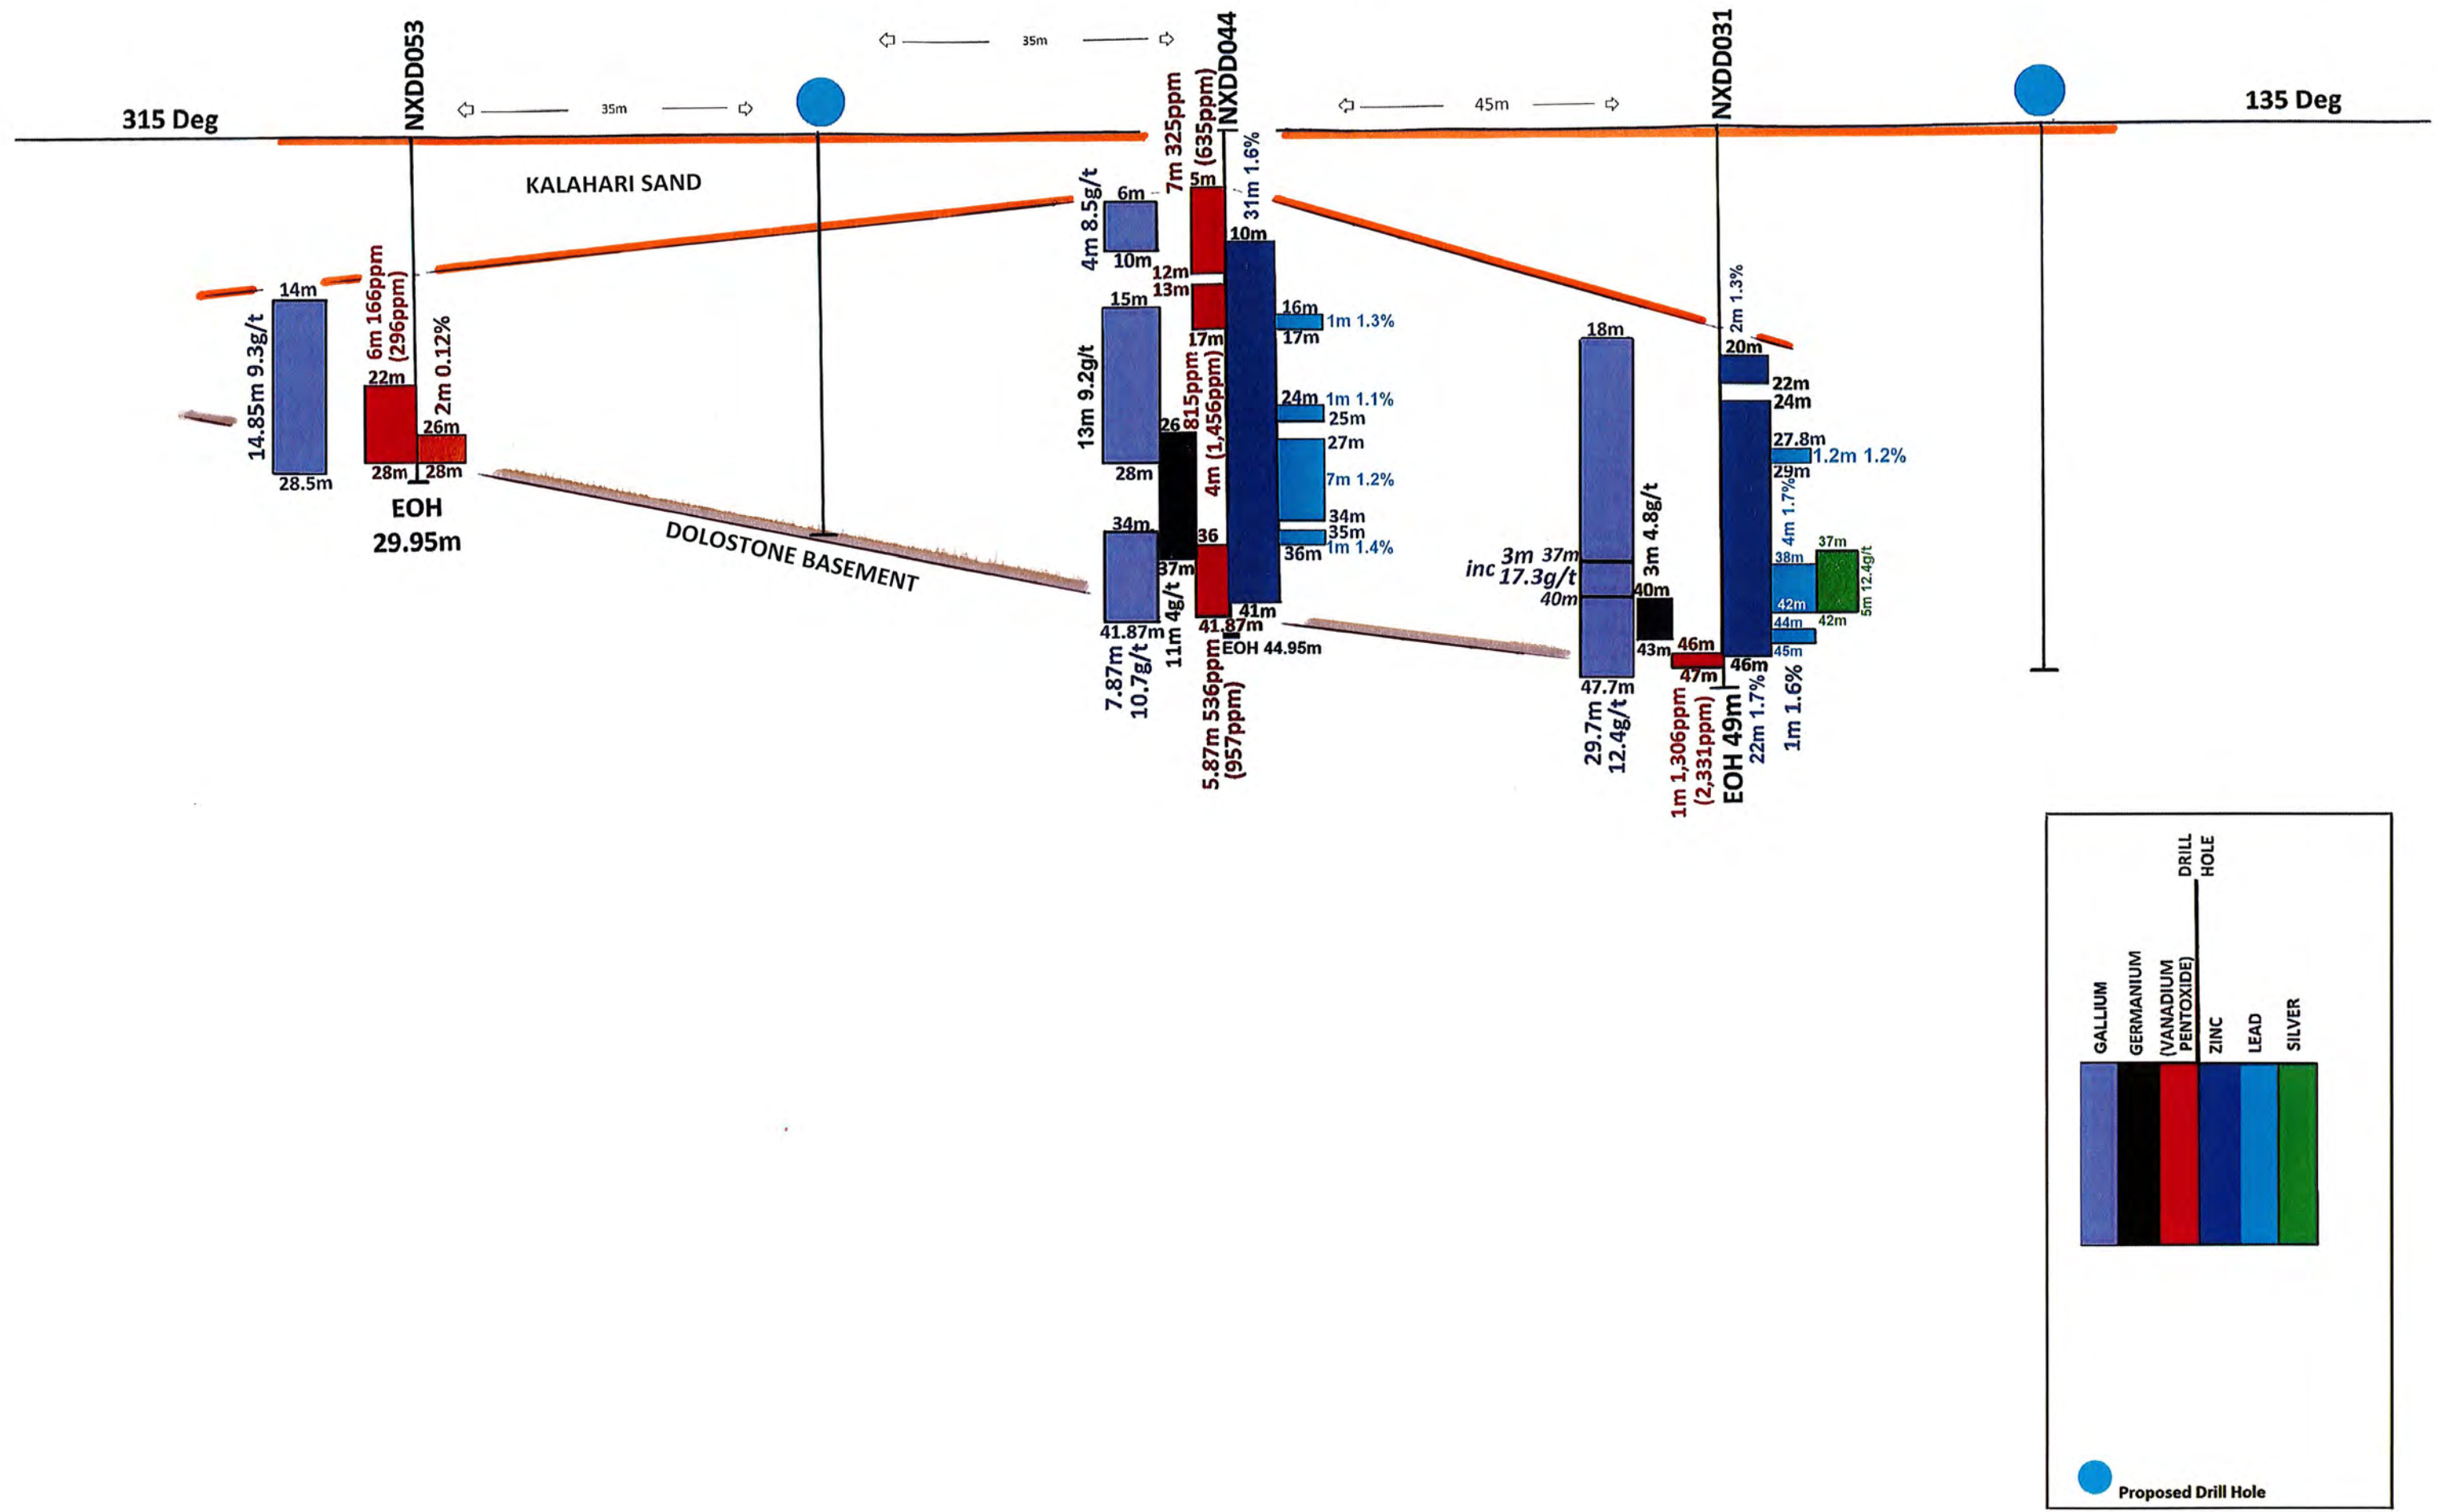 315 Deg
NXDD053
35m
35m
NXDD044
45m
NXDD031
135 Deg
KALAHARI SAND
14m
14.85m 9.3g/t
28.5m
6m 166ppm
(296ppm)
22m
28m
2m 0.12%
26m
28m
EOH
29.95m
DOLOSTONE BASEMENT
4m 8.5g/t
6m
10m
13m 9.2g/t
15m
28m
34m
41.87m
7.87m
10.7g/t
26
37m
11m 4g/t
7m 325ppm
(635ppm)
5m
12m
13m
17m
815ppm
4m (1,456ppm)
36
41.87m
5.87m 536ppm
(957ppm)
31m 1.6%
10m
41m
EOH 44.95m
16m
1m 1.3%
17m
24m
1m 1.1%
25m
27m
7m 1.2%
34m
35m
36m
1m 1.4%
18m
inc
3m 37m
17.3g/t
40m
47.7m
29.7m
12.4g/t
3m 4.8g/t
40m
43m
46m
47m
1m 1,306ppm
(2,331ppm)
EOH 49m
2m 1.3%
20m
22m
24m
46m
22m 1.7%
27.8m
1.2m 1.2%
29m
4m 1.7%
38m
42m
44m
45m
1m 1.6%
37m
42m
5m 12.4g/t
DRILL
HOLE
GALLIUM
GERMANIUM
(VANADIUM
PENTOXIDE)
ZINC
LEAD
SILVER
Proposed Drill Hole